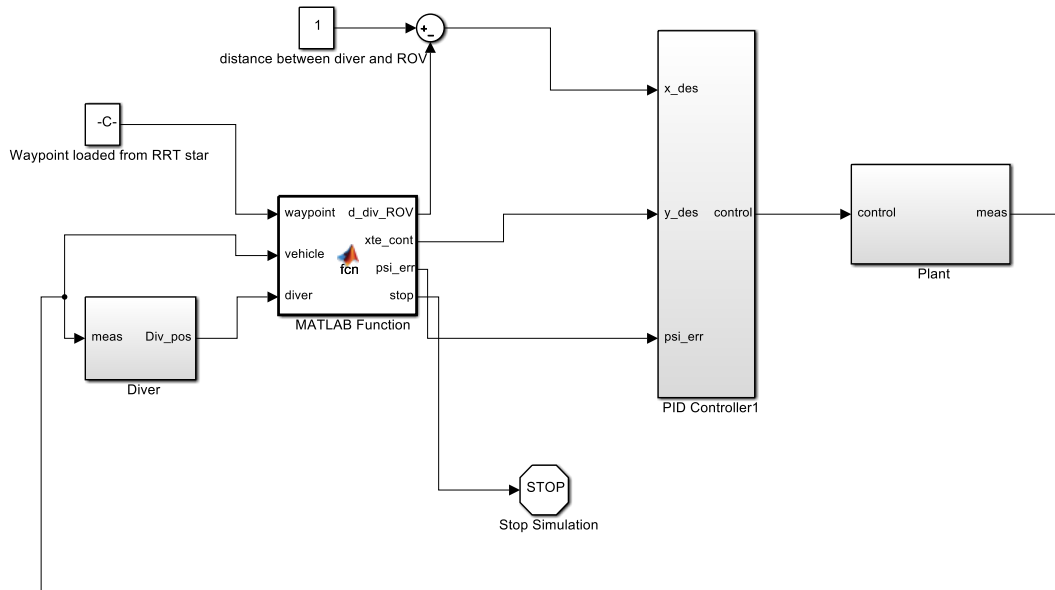 1
+
-
distance between diver and ROV
-C-
Waypoint loaded from RRT star
waypoint
d_div_ROV
xte_cont
vehicle
fcn
psi_err
diver
stop
MATLAB Function
meas
Div_pos
Diver
x_des
y_des
control
psi_err
PID Controller1
control
meas
Plant
STOP
Stop Simulation